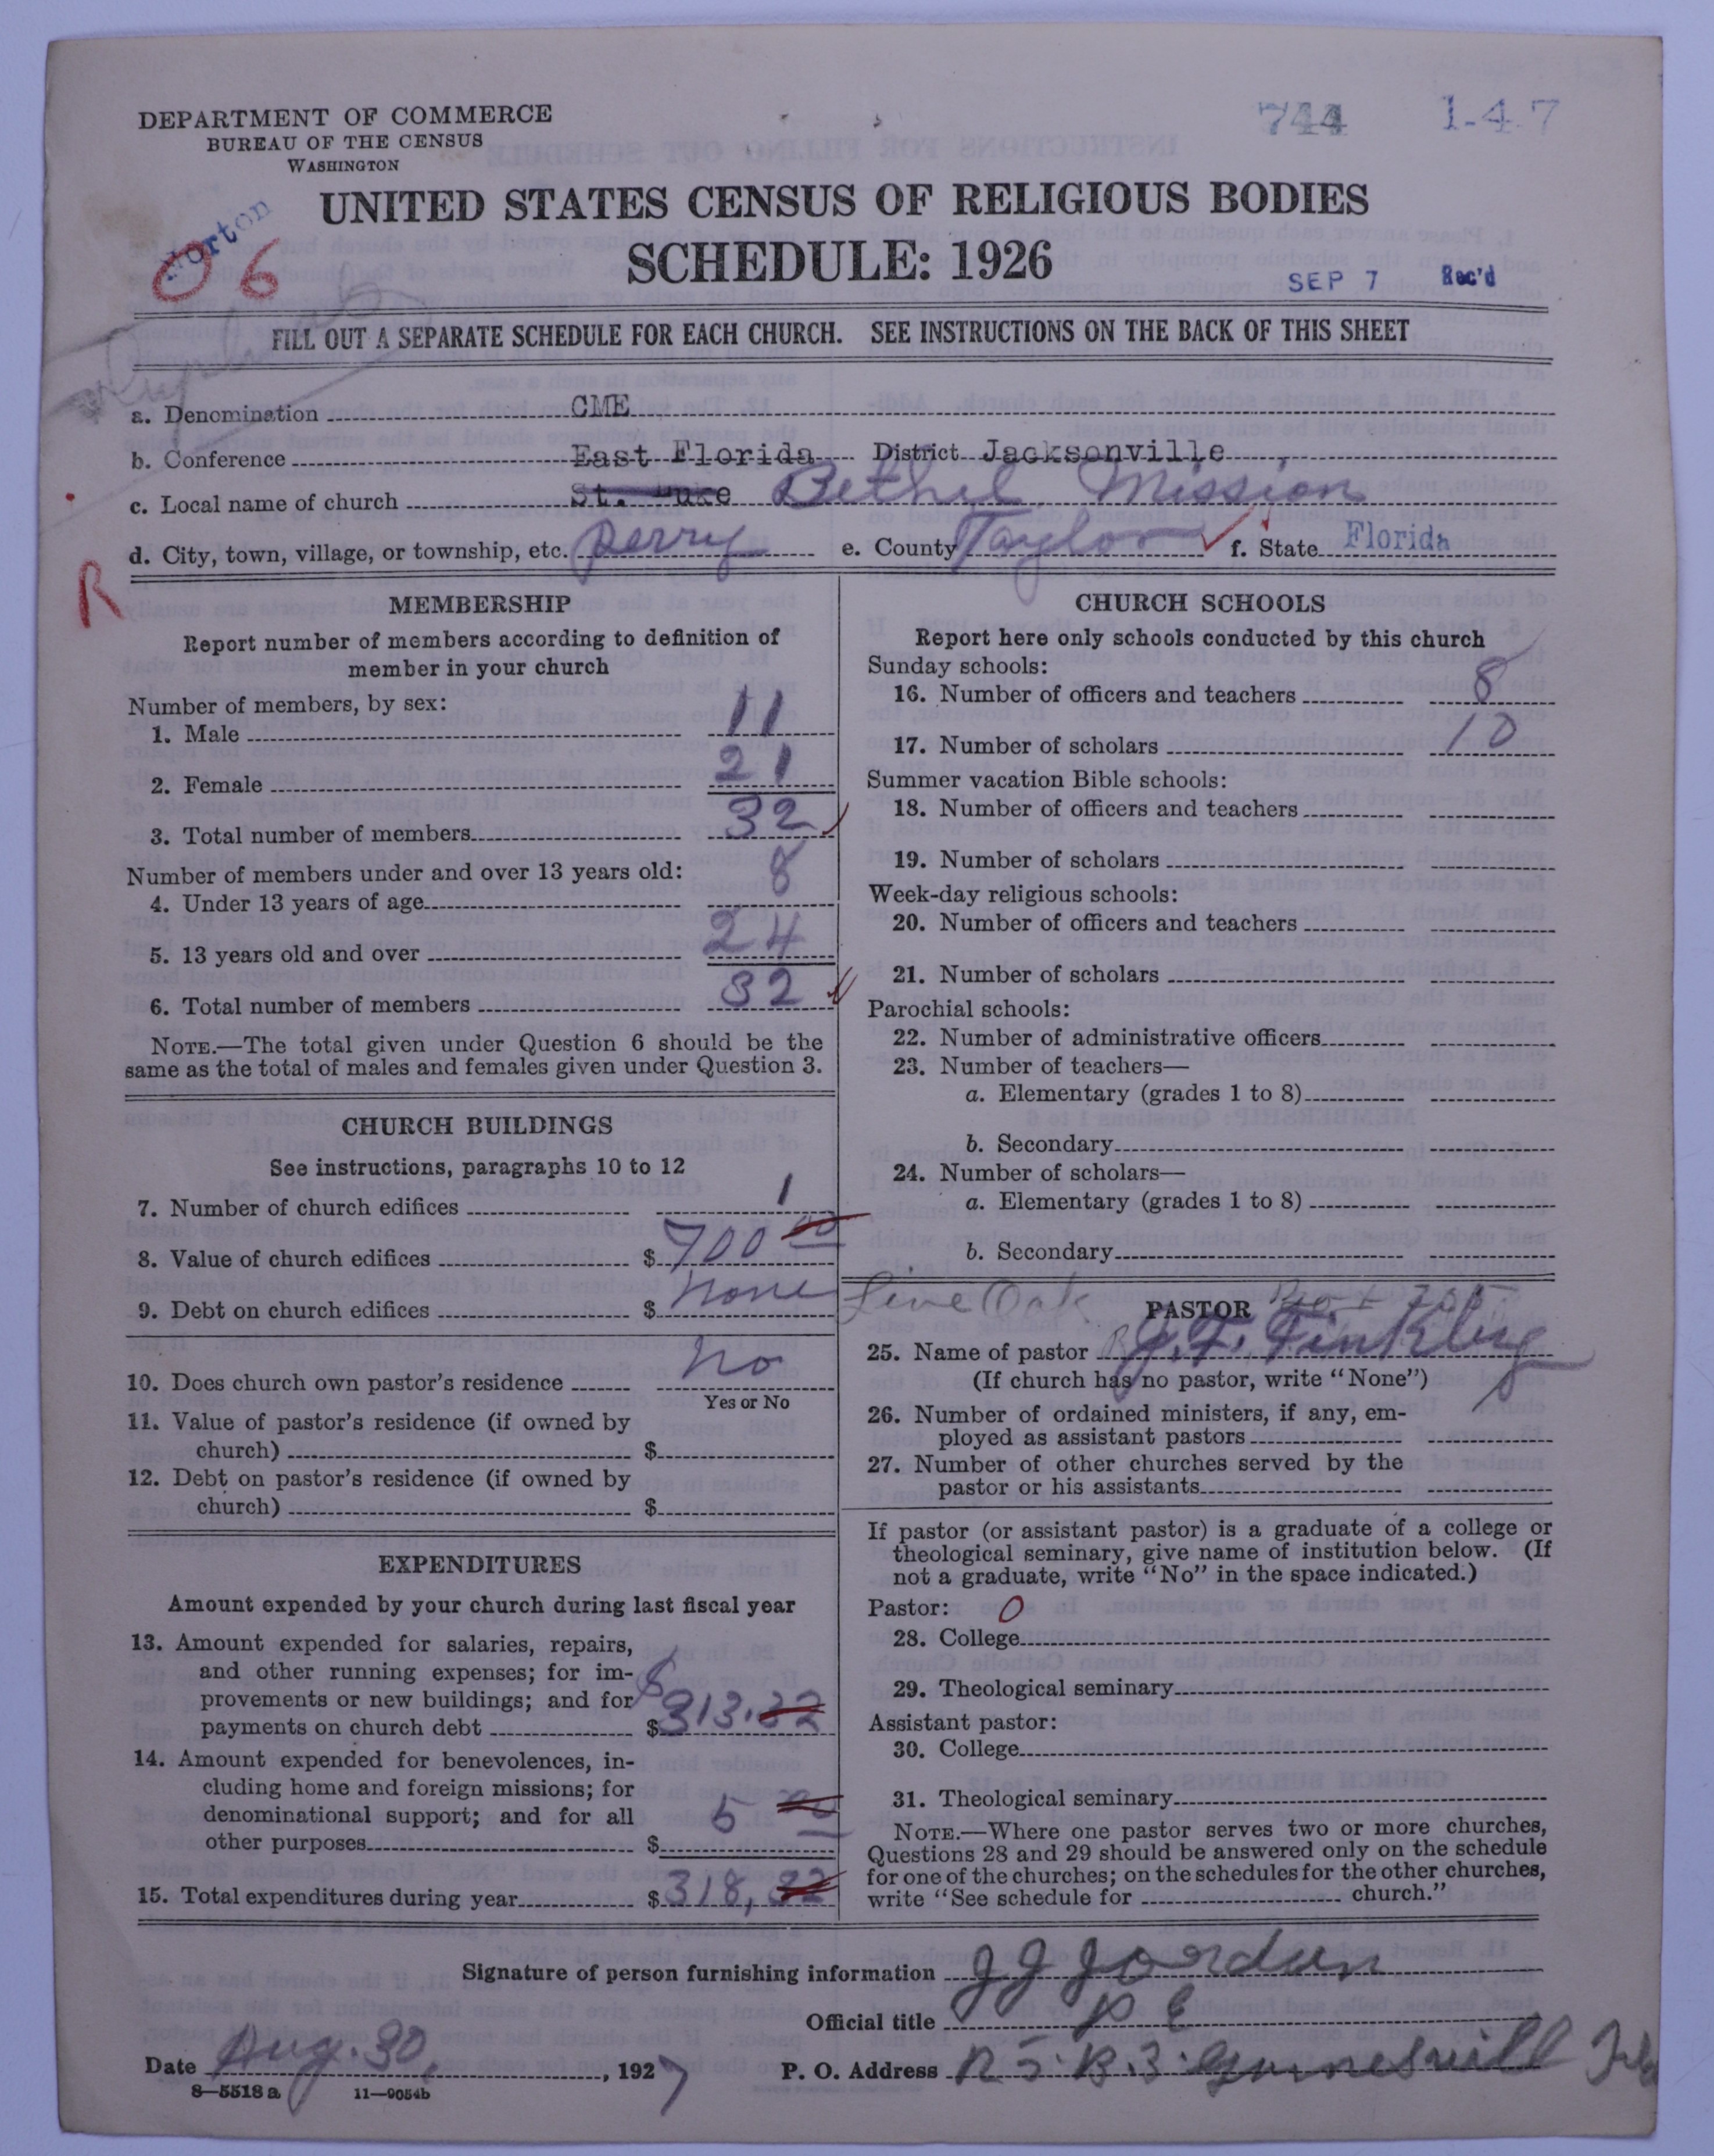 DEPARTMENT OF COMMERCE
BUREAU OF THE CENSUS
WASHINGTON
744 1-47
UNITED STATES CENSUS OF RELIGIOUS BODIES
SCHEDULE: 1926
Norton
06
SEP 7 Rec'd
FILL OUT A SEPARATE SCHEDULE FOR EACH CHURCH. SEE INSTRUCTIONS ON THE BACK OF THIS SHEET
a. Denomination CME
b. Conference East Florida District Jacksonville
c. Local name of church St. Luke Bethel Mission
d. City, town, village, or township, etc. Perry e. County Taylor f. State Florida
R
MEMBERSHIP
Report number of members according to definition of
member in your church
Number of members, by sex:
1. Male 11
2. Female 21
3. Total number of members 32
Number of members under and over 13 years old:
4. Under 13 years of age 8
5. 13 years old and over 24
6. Total number of members 32
NOTE.—The total given under Question 6 should be the
same as the total of males and females given under Question 3.
CHURCH BUILDINGS
See instructions, paragraphs 10 to 12
7. Number of church edifices 1
8. Value of church edifices $ 700 00
9. Debt on church edifices $ none
10. Does church own pastor's residence No
Yes or No
11. Value of pastor's residence (if owned by
church) $
12. Debt on pastor's residence (if owned by
church) $
EXPENDITURES
Amount expended by your church during last fiscal year
13. Amount expended for salaries, repairs,
and other running expenses; for im-
provements or new buildings; and for
payments on church debt $ $313.32
14. Amount expended for benevolences, in-
cluding home and foreign missions; for
denominational support; and for all
other purposes $ 5 00
15. Total expenditures during year $ 318,32
CHURCH SCHOOLS
Report here only schools conducted by this church
Sunday schools:
16. Number of officers and teachers 8
17. Number of scholars 10
Summer vacation Bible schools:
18. Number of officers and teachers
19. Number of scholars
Week-day religious schools:
20. Number of officers and teachers
21. Number of scholars
Parochial schools:
22. Number of administrative officers
23. Number of teachers—
a. Elementary (grades 1 to 8)
b. Secondary
24. Number of scholars—
a. Elementary (grades 1 to 8)
b. Secondary
Live Oak PASTOR Box 705
25. Name of pastor J. F. Finkley
(If church has no pastor, write "None")
26. Number of ordained ministers, if any, em-
ployed as assistant pastors
27. Number of other churches served by the
pastor or his assistants
If pastor (or assistant pastor) is a graduate of a college or
theological seminary, give name of institution below. (If
not a graduate, write "No" in the space indicated.)
Pastor: 0
28. College
29. Theological seminary
Assistant pastor:
30. College
31. Theological seminary
NOTE.—Where one pastor serves two or more churches,
Questions 28 and 29 should be answered only on the schedule
for one of the churches; on the schedules for the other churches,
write "See schedule for church."
Signature of person furnishing information J J Jordan
Official title P E
Date Aug. 30, 1927 P. O. Address R 5. B. 3. Gainesvill Fla
8—5518 a 11—9054b